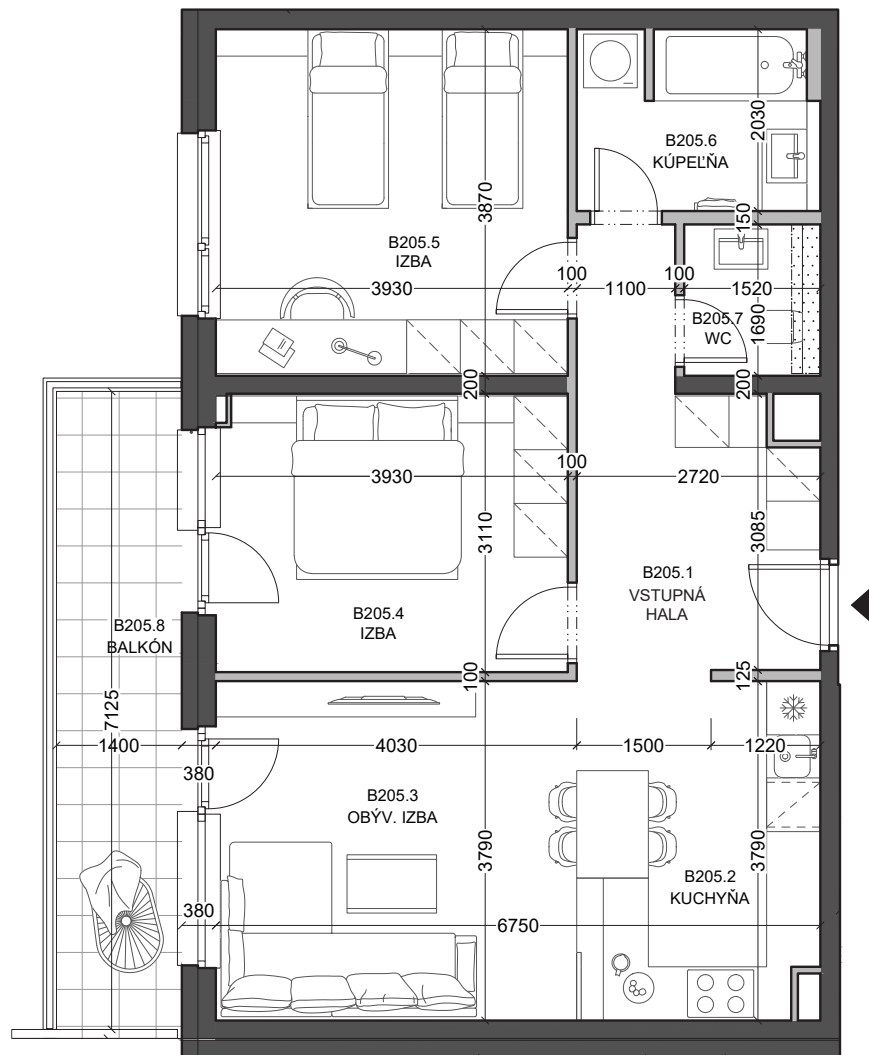 2030
B205.6
KÚPEĽŇA
3870
150
B205.5
IZBA
100
100
3930
1100
1520
B205.7
WC
1690
200
200
3930
100
2720
3110
3085
B205.1
VSTUPNÁ
HALA
B205.4
IZBA
B205.8
BALKÓN
100
125
7125
1400
4030
1500
1220
380
B205.3
OBÝV. IZBA
3790
3790
B205.2
KUCHYŇA
380
6750